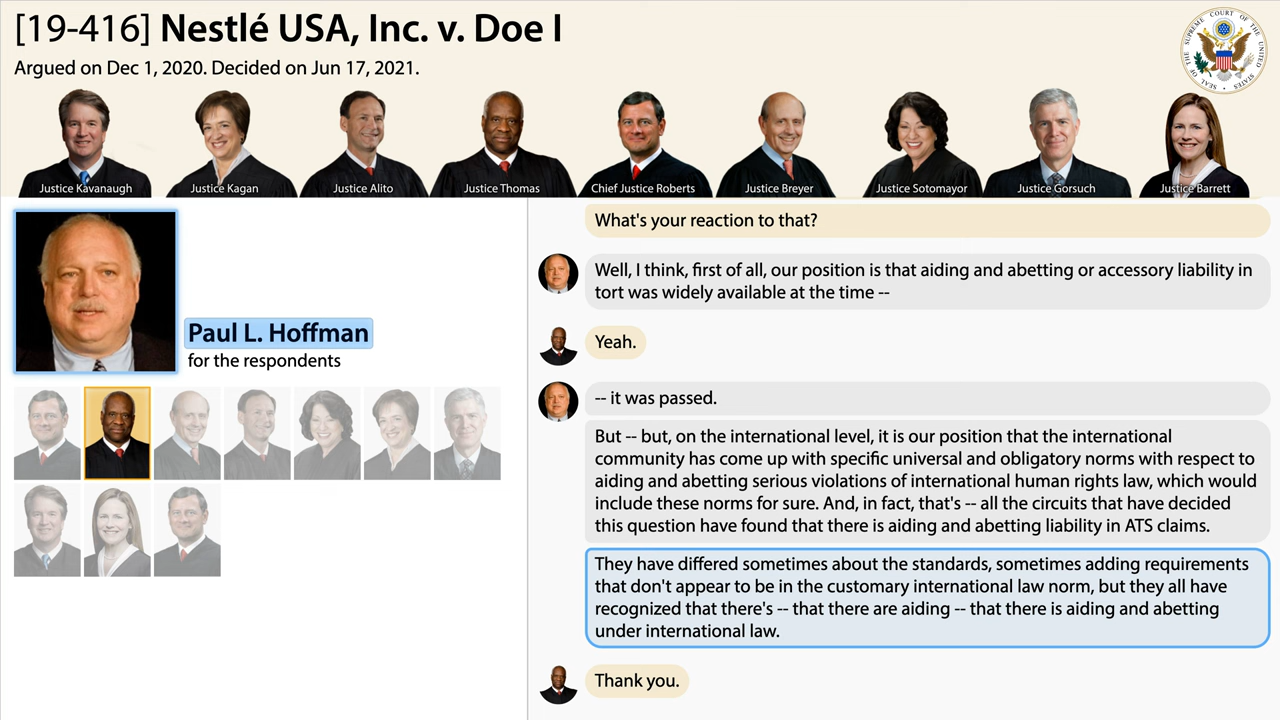 [19-416] Nestlé USA, Inc. v. Doe I
Argued on Dec 1, 2020. Decided on Jun 17, 2021.
SEAL OF THE SUPREME COURT OF THE UNITED STATES
Justice Kavanaugh
Justice Kagan
Justice Alito
Justice Thomas
Chief Justice Roberts
Justice Breyer
Justice Sotomayor
Justice Gorsuch
Justice Barrett
Paul L. Hoffman
for the respondents
What's your reaction to that?
Well, I think, first of all, our position is that aiding and abetting or accessory liability in
tort was widely available at the time --
Yeah.
-- it was passed.
But -- but, on the international level, it is our position that the international
community has come up with specific universal and obligatory norms with respect to
aiding and abetting serious violations of international human rights law, which would
include these norms for sure. And, in fact, that's -- all the circuits that have decided
this question have found that there is aiding and abetting liability in ATS claims.
They have differed sometimes about the standards, sometimes adding requirements
that don't appear to be in the customary international law norm, but they all have
recognized that there's -- that there are aiding -- that there is aiding and abetting
under international law.
Thank you.